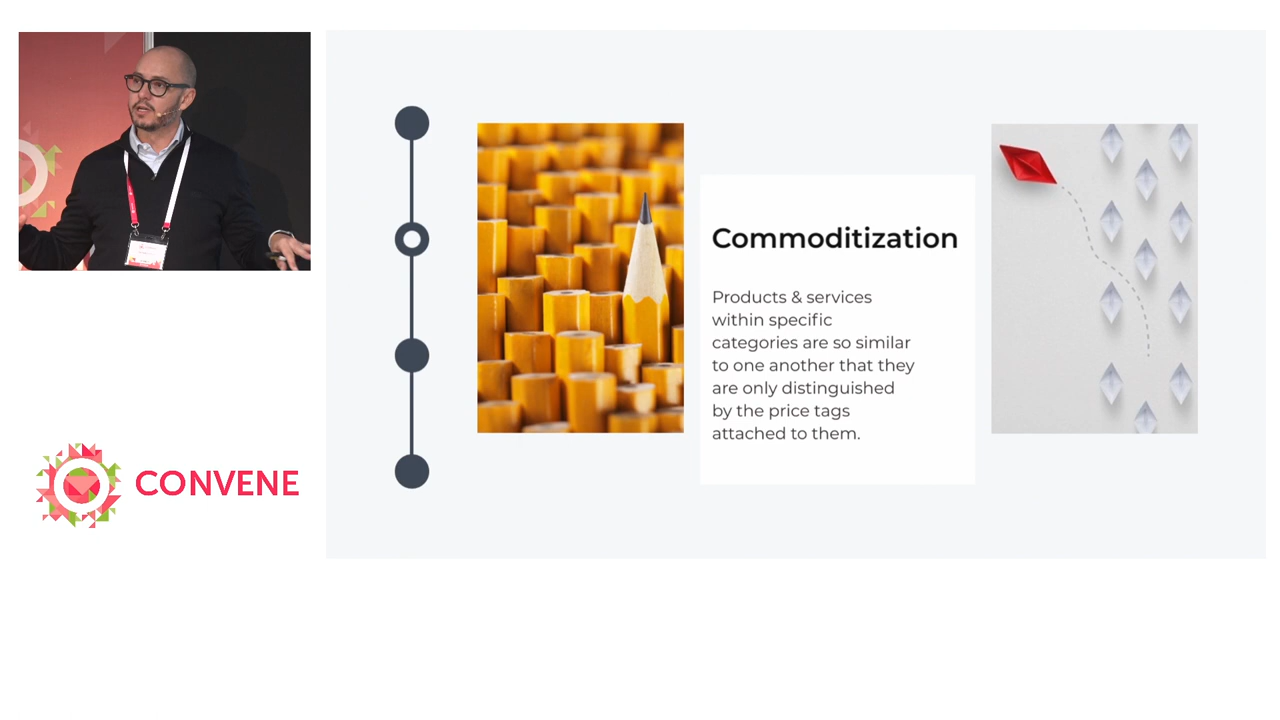 Commoditization
Products & services
within specific
categories are so similar
to one another that they
are only distinguished
by the price tags
attached to them.
CONVENE